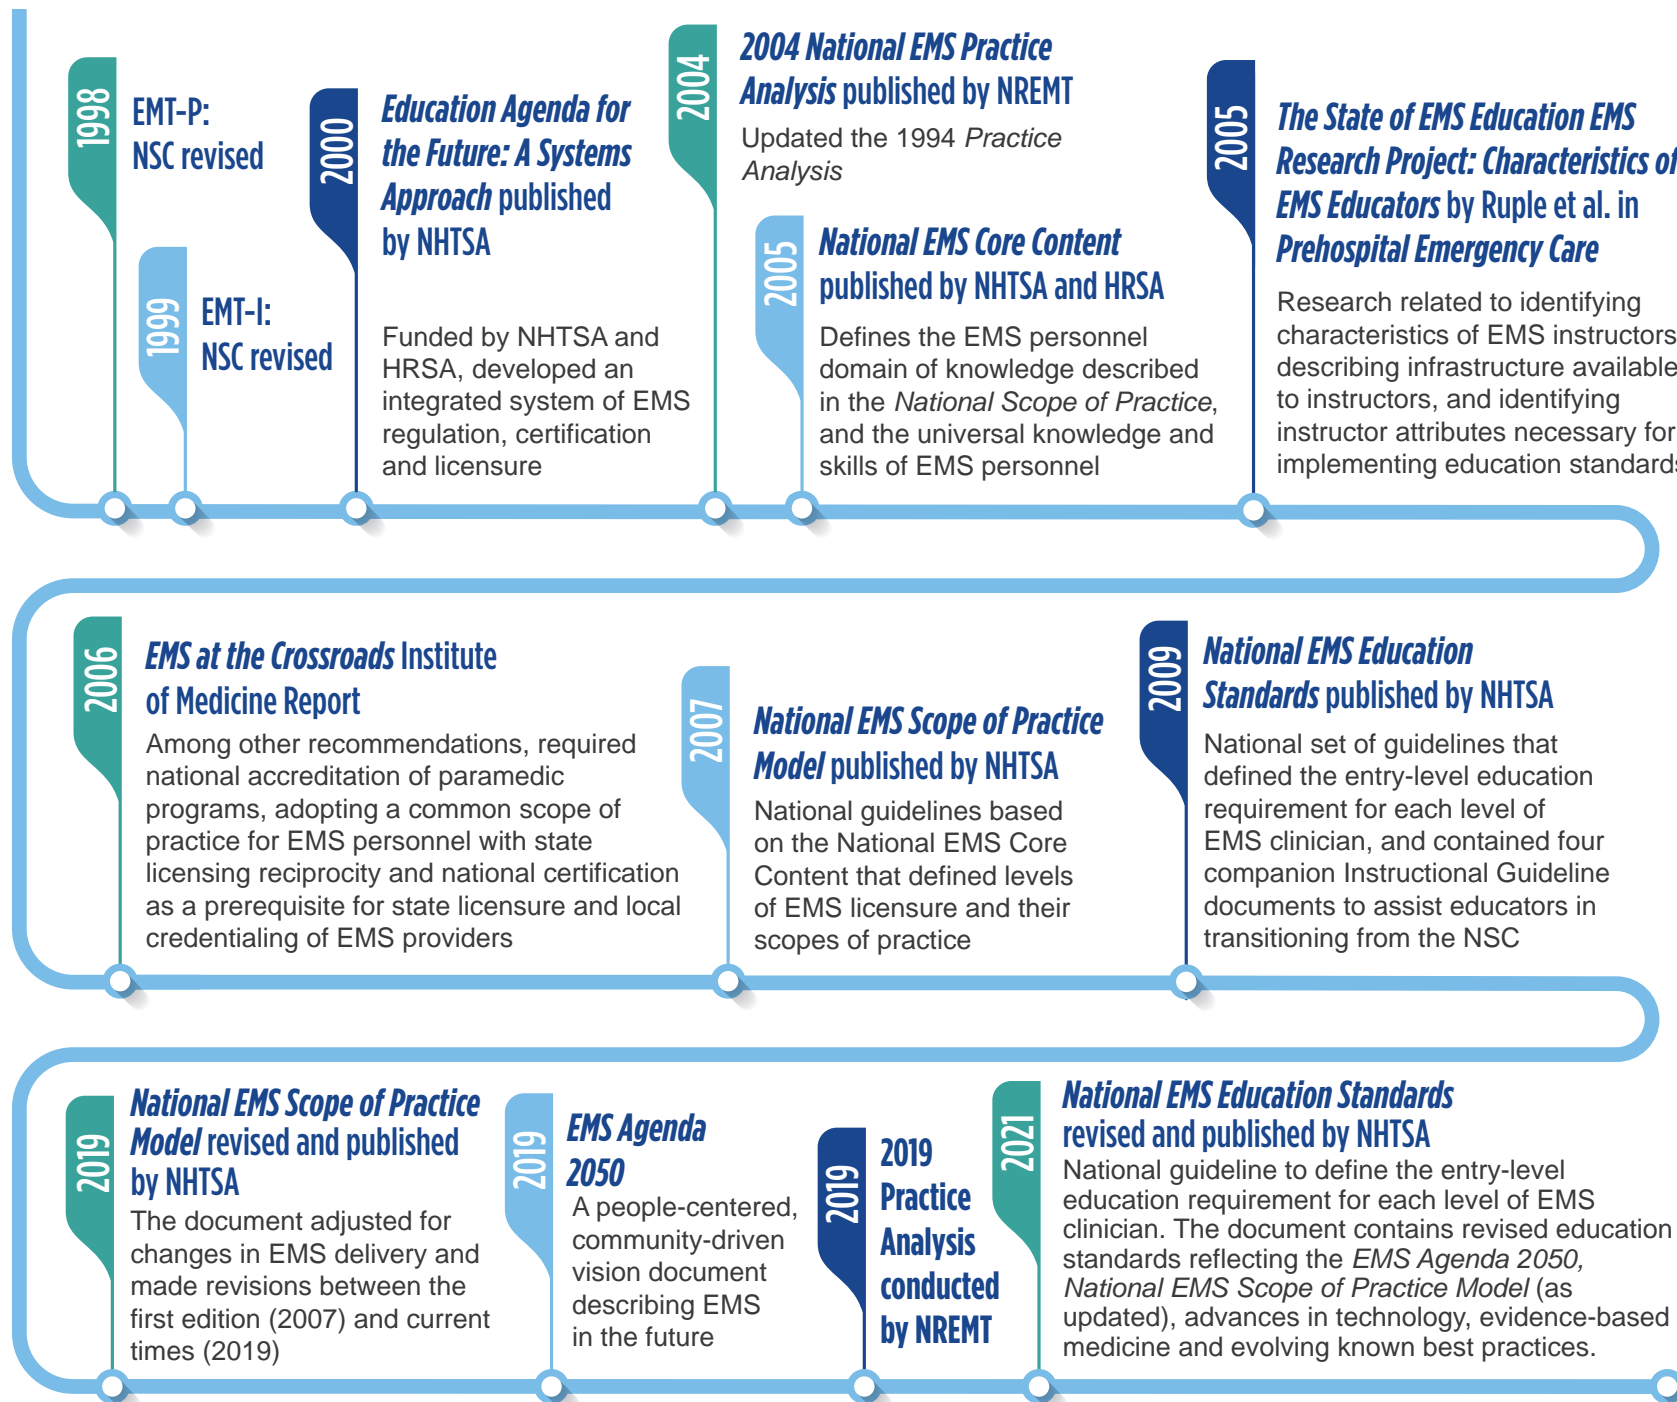 1998
EMT-P:
NSC revised
1999
EMT-I:
NSC revised
2000
Education Agenda for
the Future: A Systems
Approach published
by NHTSA
Funded by NHTSA and
HRSA, developed an
integrated system of EMS
regulation, certification
and licensure
2004
2004 National EMS Practice
Analysis published by NREMT
Updated the 1994 Practice
Analysis
2005
National EMS Core Content
published by NHTSA and HRSA
Defines the EMS personnel
domain of knowledge described
in the National Scope of Practice,
and the universal knowledge and
skills of EMS personnel
2005
The State of EMS Education EMS
Research Project: Characteristics of
EMS Educators by Ruple et al. in
Prehospital Emergency Care
Research related to identifying
characteristics of EMS instructors
describing infrastructure available
to instructors, and identifying
instructor attributes necessary for
implementing education standards
2006
EMS at the Crossroads Institute
of Medicine Report
Among other recommendations, required
national accreditation of paramedic
programs, adopting a common scope of
practice for EMS personnel with state
licensing reciprocity and national certification
as a prerequisite for state licensure and local
credentialing of EMS providers
2007
National EMS Scope of Practice
Model published by NHTSA
National guidelines based
on the National EMS Core
Content that defined levels
of EMS licensure and their
scopes of practice
2009
National EMS Education
Standards published by NHTSA
National set of guidelines that
defined the entry-level education
requirement for each level of
EMS clinician, and contained four
companion Instructional Guideline
documents to assist educators in
transitioning from the NSC
2019
National EMS Scope of Practice
Model revised and published
by NHTSA
The document adjusted for
changes in EMS delivery and
made revisions between the
first edition (2007) and current
times (2019)
2019
EMS Agenda
2050
A people-centered,
community-driven
vision document
describing EMS
in the future
2019
2019
Practice
Analysis
conducted
by NREMT
2021
National EMS Education Standards
revised and published by NHTSA
National guideline to define the entry-level
education requirement for each level of EMS
clinician. The document contains revised education
standards reflecting the EMS Agenda 2050,
National EMS Scope of Practice Model (as
updated), advances in technology, evidence-based
medicine and evolving known best practices.